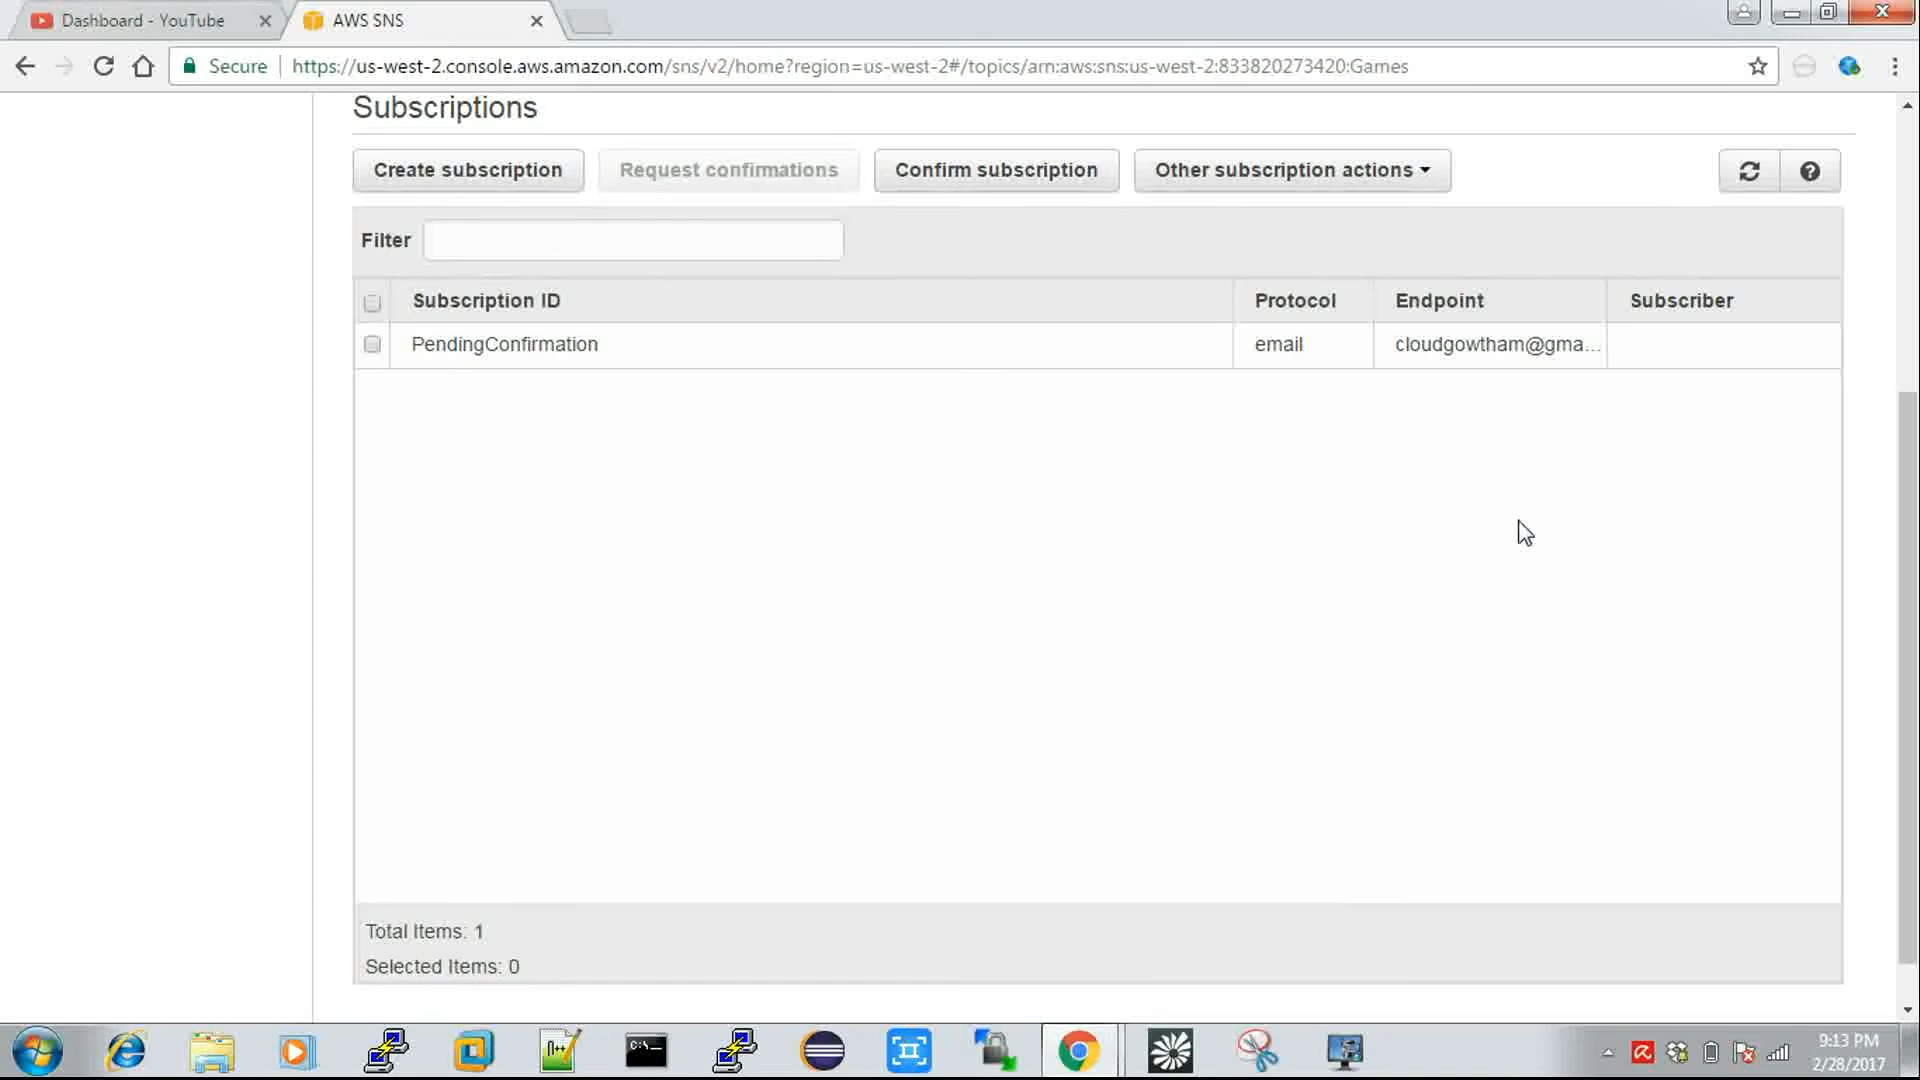 Dashboard - YouTube
AWS SNS
Secure
https://us-west-2.console.aws.amazon.com/sns/v2/home?region=us-west-2#/topics/arn:aws:sns:us-west-2:833820273420:Games
Subscriptions
Create subscription
Request confirmations
Confirm subscription
Other subscription actions
Filter
Subscription ID
Protocol
Endpoint
Subscriber
PendingConfirmation
email
cloudgowtham@gma...
Total Items: 1
Selected Items: 0
9:13 PM
2/28/2017